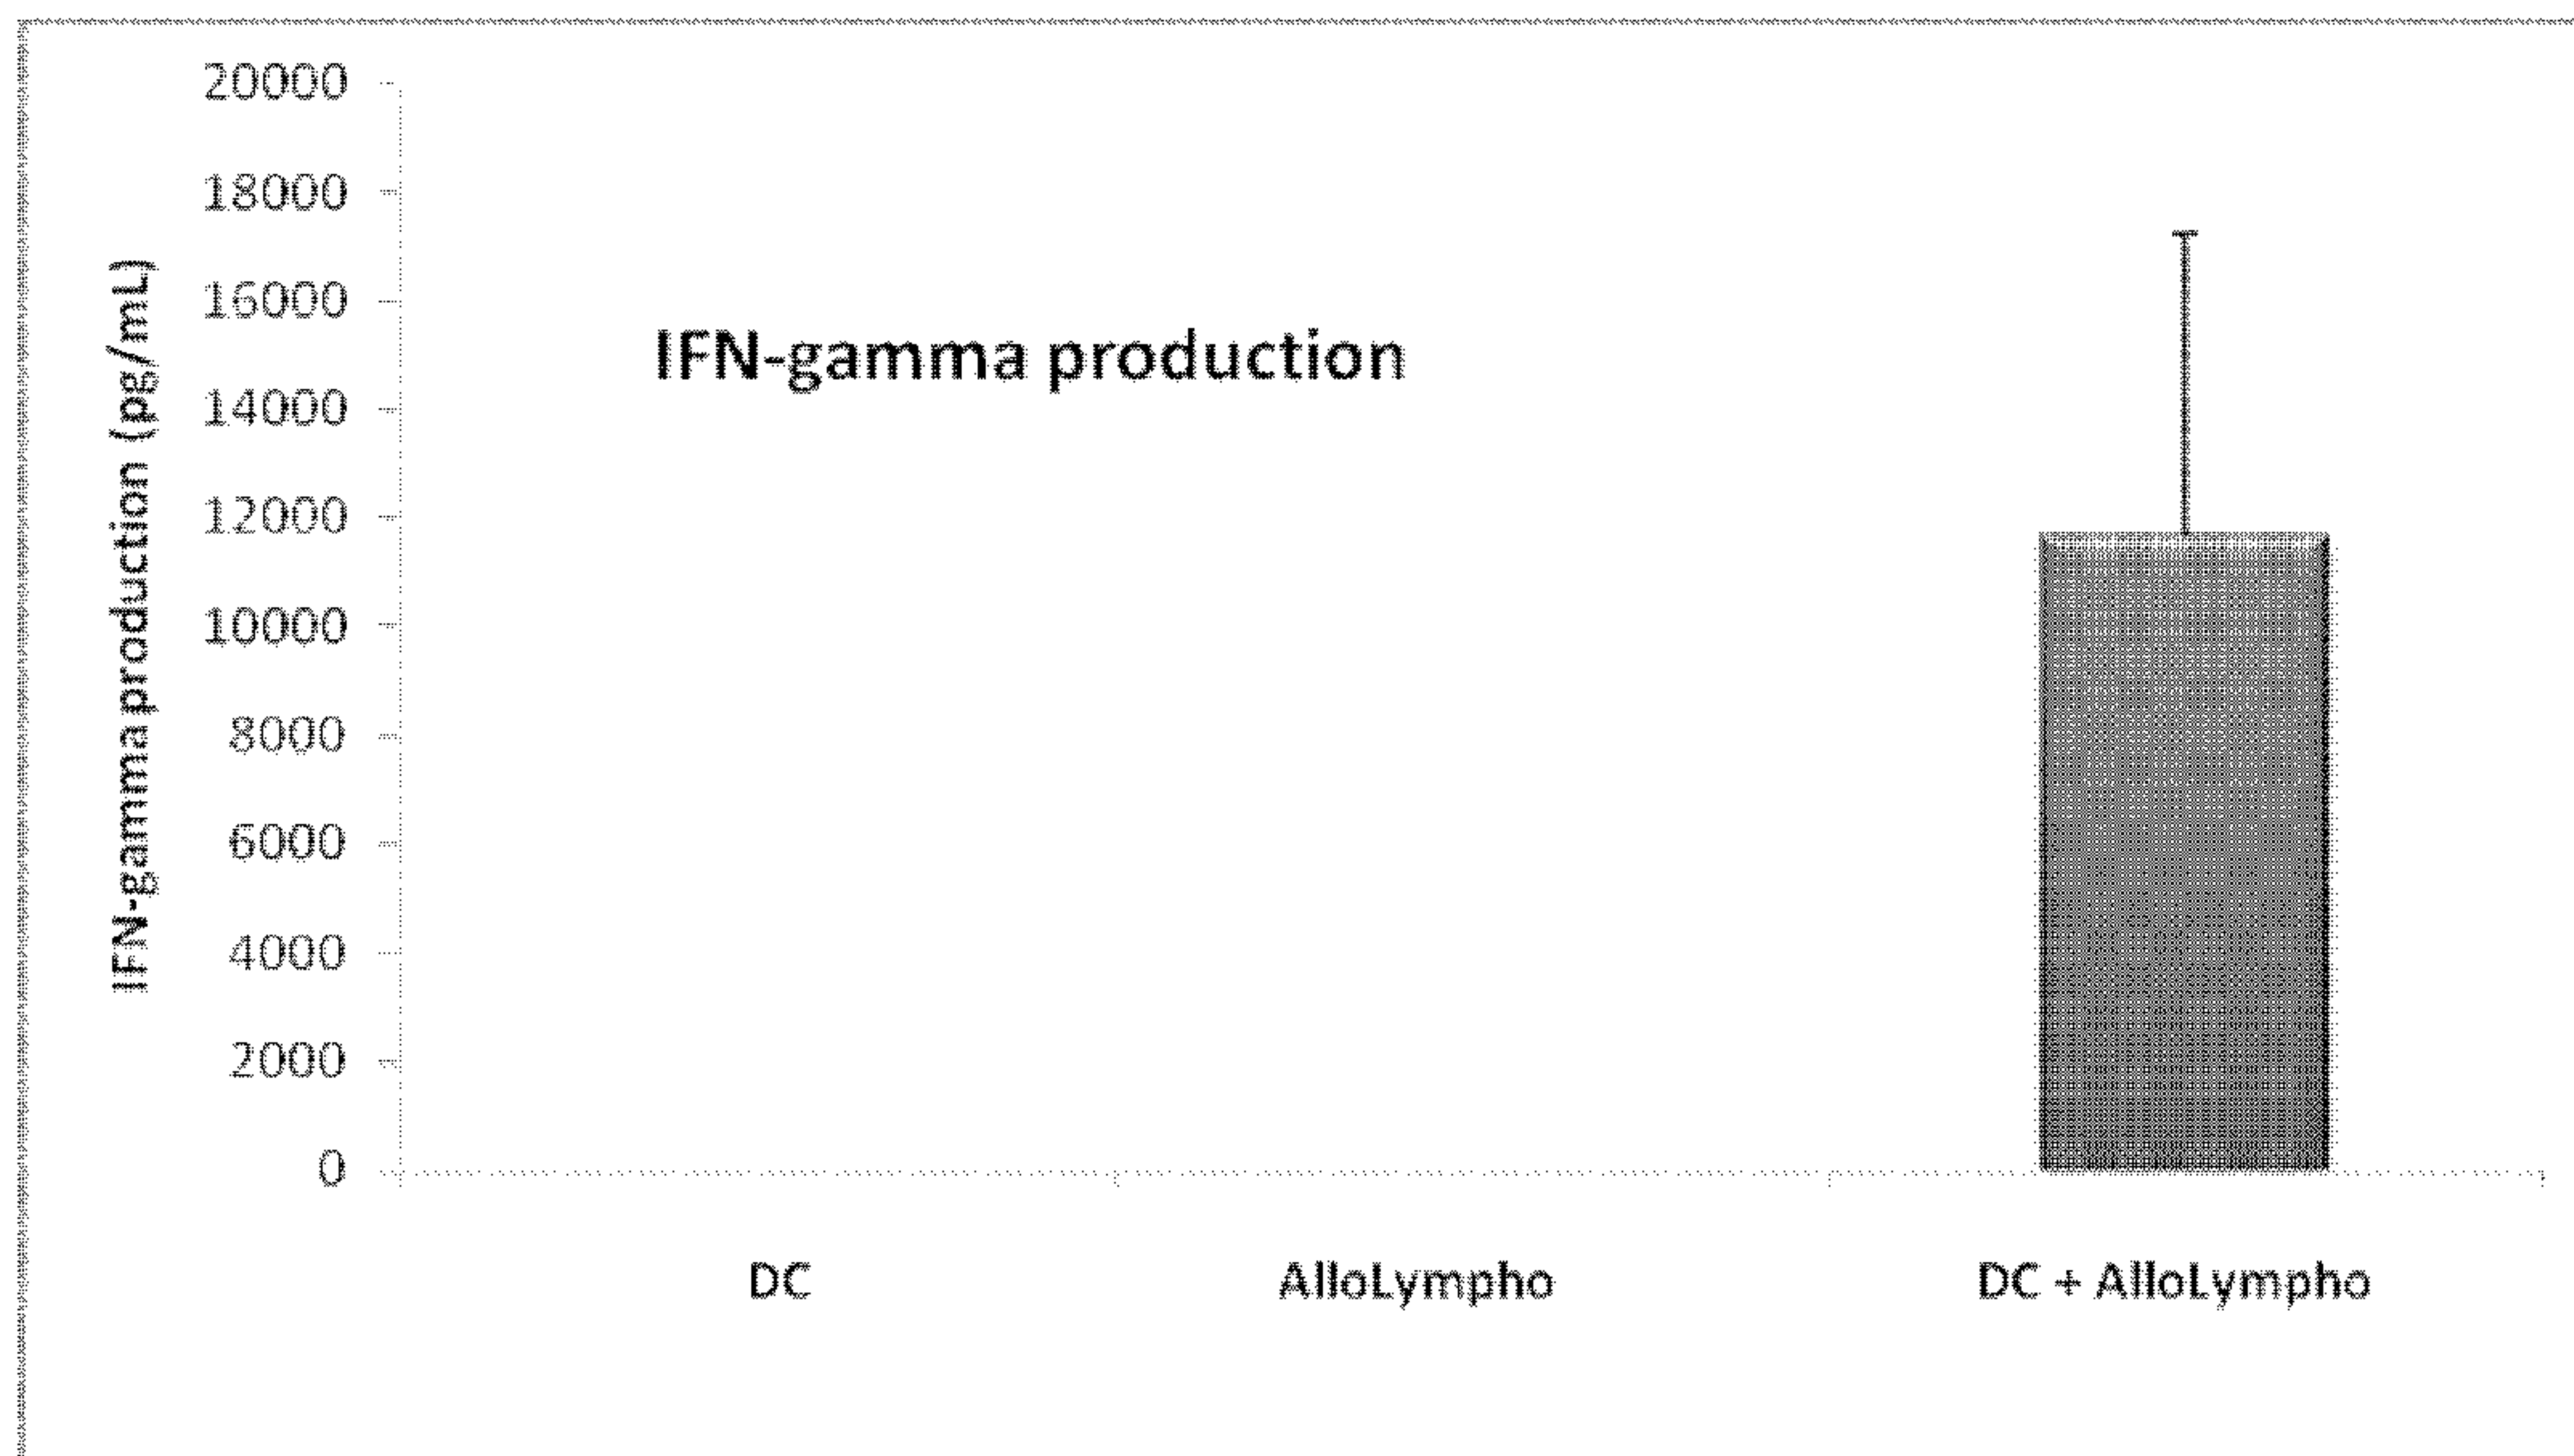 IFN-gamma production (pg/mL)
20000
18000
16000
14000
12000
10000
8000
6000
4000
2000
0
IFN-gamma production
DC
AlloLympho
DC + AlloLympho